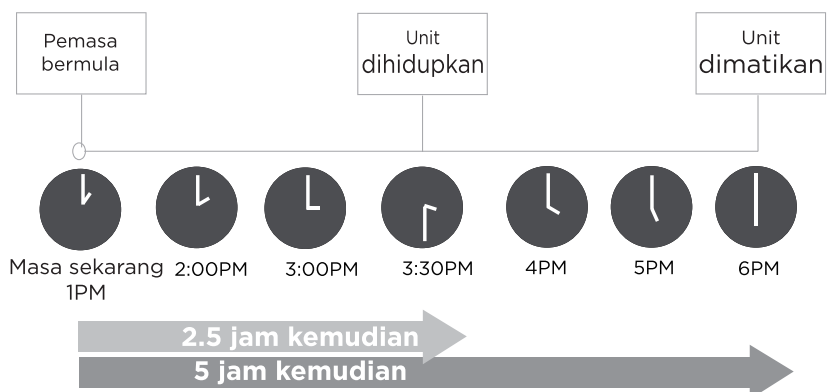 Pemasa
bermula
Unit
dihidupkan
Unit
dimatikan
Masa sekarang
1PM
2:00PM
3:00PM
3:30PM
4PM
5PM
6PM
2.5 jam kemudian
5 jam kemudian